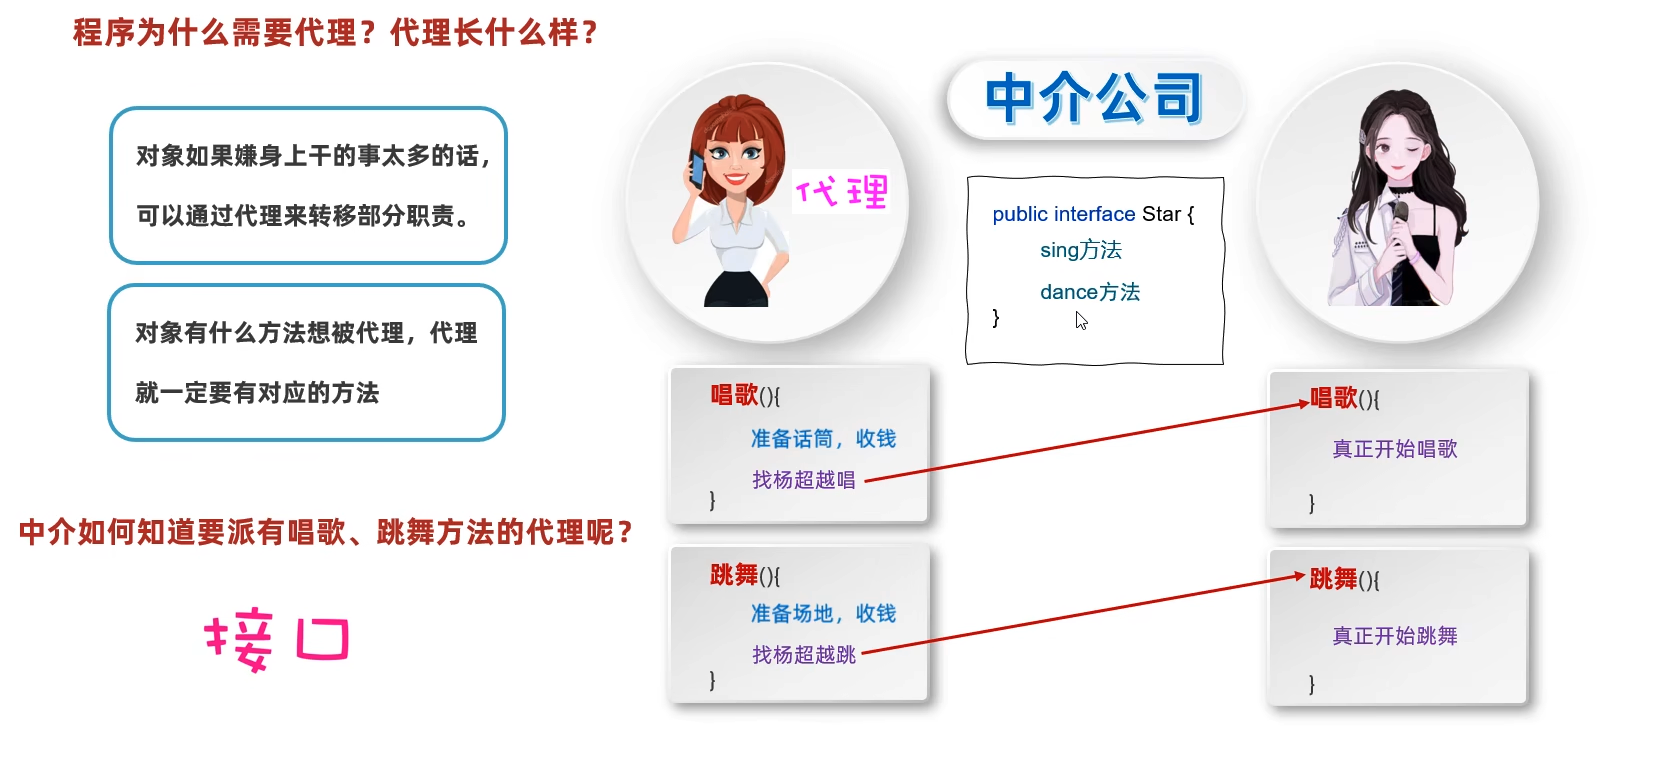 程序为什么需要代理？代理长什么样？
对象如果嫌身上干的事太多的话，
可以通过代理来转移部分职责。
对象有什么方法想被代理，代理
就一定要有对应的方法
中介如何知道要派有唱歌、跳舞方法的代理呢？
接口
代理
中介公司
public interface Star {
sing方法
dance方法
}
唱歌(){
准备话筒，收钱
找杨超越唱
}
跳舞(){
准备场地，收钱
找杨超越跳
}
唱歌(){
真正开始唱歌
}
跳舞(){
真正开始跳舞
}